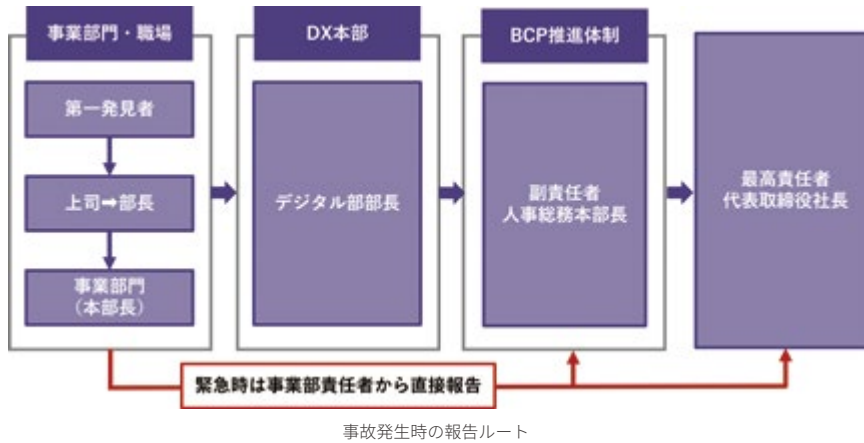 事業部門・職場
第一発見者
上司➡部長
事業部門
(本部長)
DX本部
デジタル部部長
BCP推進体制
副責任者
人事総務本部長
最高責任者
代表取締役社長
緊急時は事業部責任者から直接報告
事故発生時の報告ルート